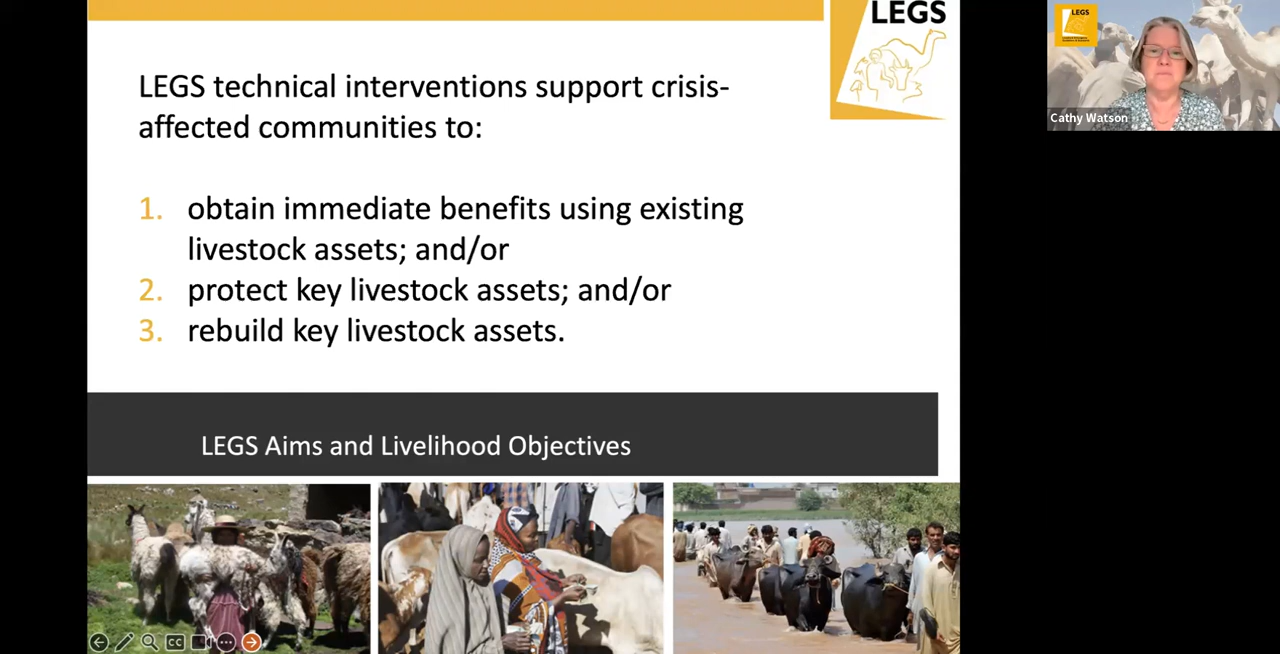 LEGS
LEGS technical interventions support crisis-
affected communities to:
1. obtain immediate benefits using existing
livestock assets; and/or
2. protect key livestock assets; and/or
3. rebuild key livestock assets.
LEGS Aims and Livelihood Objectives
CC
LEGS
Cathy Watson